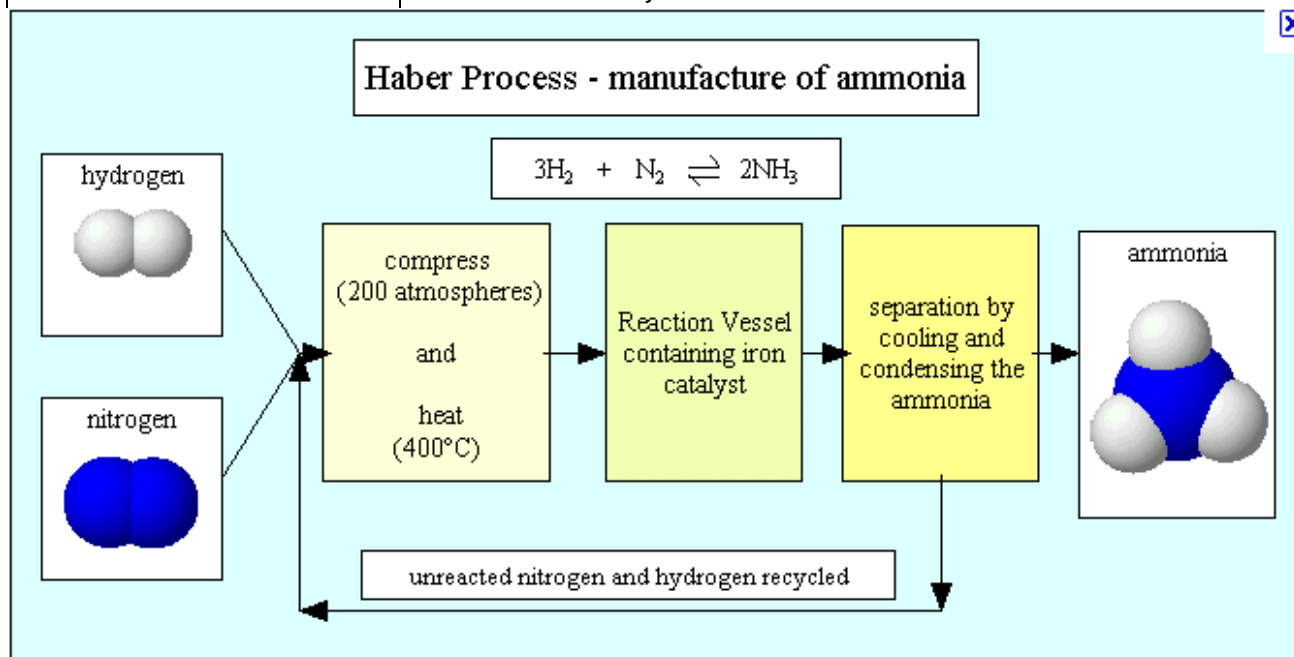 Haber Process - manufacture of ammonia
3H₂ + N₂ ⇌ 2NH₃
hydrogen
nitrogen
compress
(200 atmospheres)
and
heat
(400°C)
Reaction Vessel
containing iron
catalyst
separation by
cooling and
condensing the
ammonia
ammonia
unreacted nitrogen and hydrogen recycled